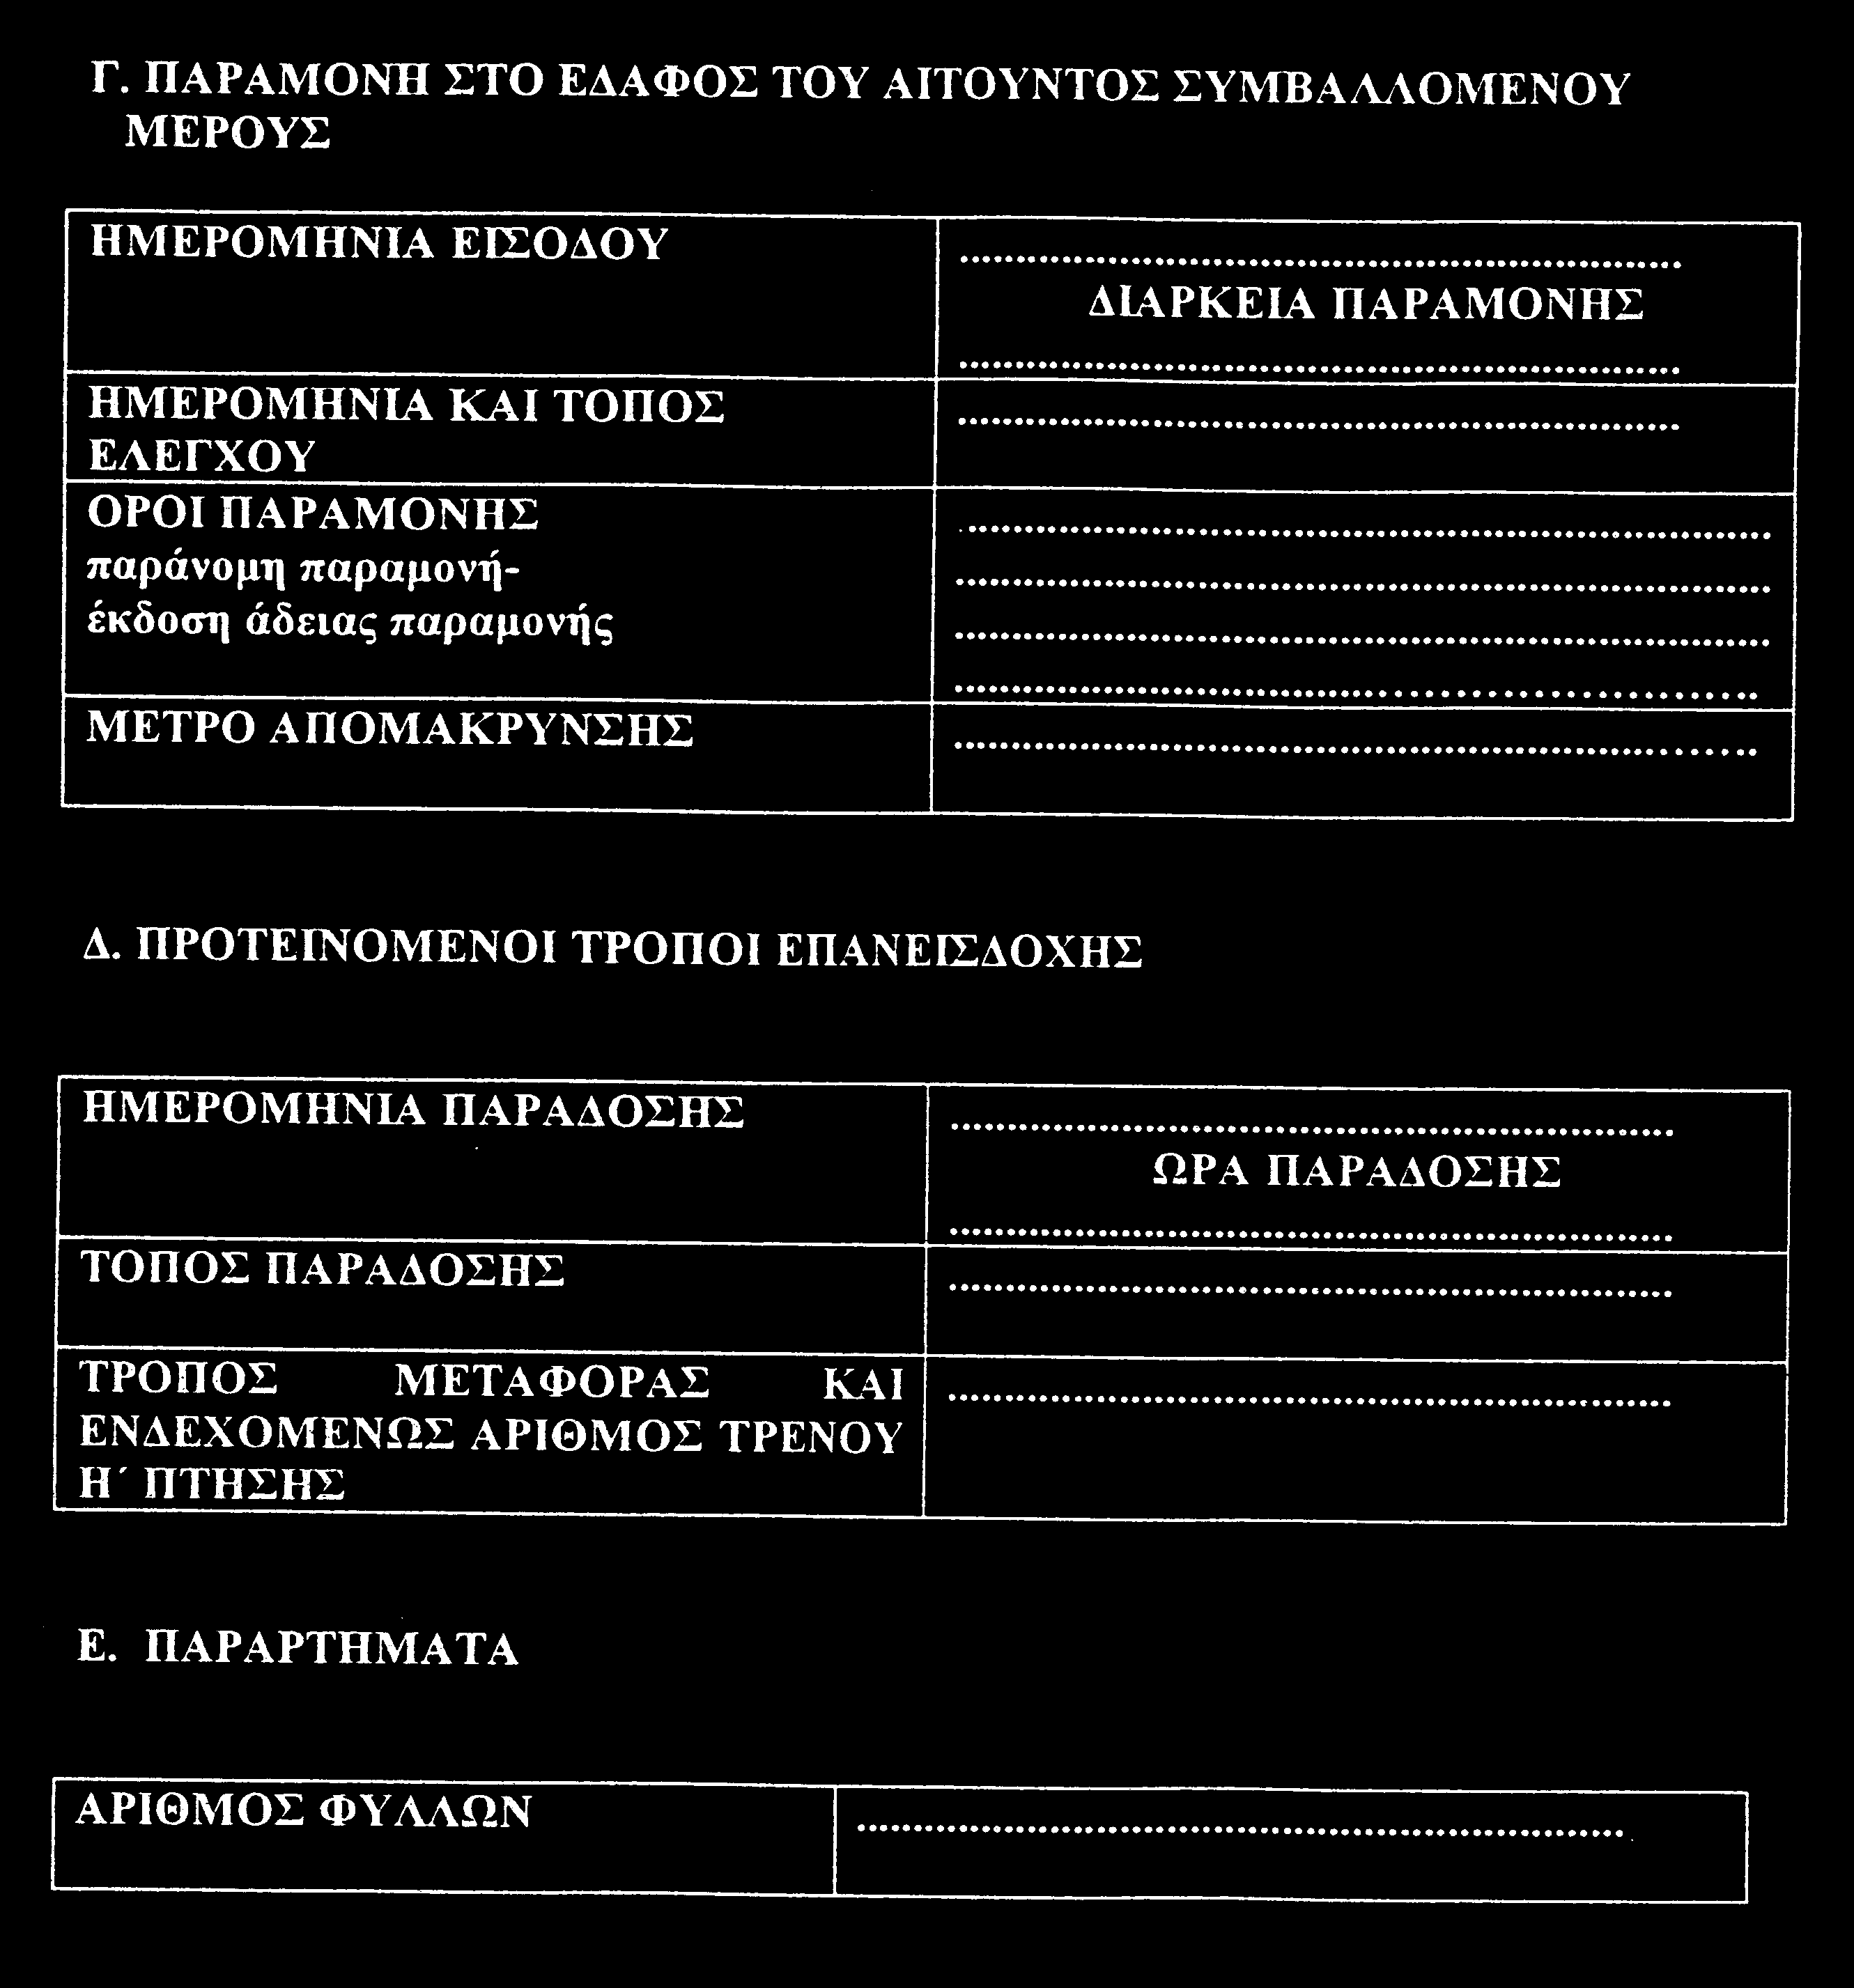 Γ. ΠΑΡΑΜΟΝΗ ΣΤΟ ΕΔΑΦΟΣ ΤΟΥ ΑΙΤΟΥΝΤΟΣ ΣΥΜΒΑΛΛΟΜΕΝΟΥ
ΜΕΡΟΥΣ
ΗΜΕΡΟΜΗΝΙΑ ΕΙΣΟΔΟΥ
...............................................................
ΔΙΑΡΚΕΙΑ ΠΑΡΑΜΟΝΗΣ
...............................................................
ΗΜΕΡΟΜΗΝΙΑ ΚΑΙ ΤΟΠΟΣ
ΕΛΕΓΧΟΥ
...............................................................
ΟΡΟΙ ΠΑΡΑΜΟΝΗΣ
παράνομη παραμονή-
έκδοση άδειας παραμονής
.......................................................................
.......................................................................
.......................................................................
.......................................................................
ΜΕΤΡΟ ΑΠΟΜΑΚΡΥΝΣΗΣ
.......................................................................
Δ. ΠΡΟΤΕΙΝΟΜΕΝΟΙ ΤΡΟΠΟΙ ΕΠΑΝΕΙΣΔΟΧΗΣ
ΗΜΕΡΟΜΗΝΙΑ ΠΑΡΑΔΟΣΗΣ
...............................................................
ΩΡΑ ΠΑΡΑΔΟΣΗΣ
...............................................................
ΤΟΠΟΣ ΠΑΡΑΔΟΣΗΣ
...............................................................
ΤΡΟΠΟΣ ΜΕΤΑΦΟΡΑΣ ΚΑΙ
ΕΝΔΕΧΟΜΕΝΩΣ ΑΡΙΘΜΟΣ ΤΡΕΝΟΥ
Η΄ ΠΤΗΣΗΣ
...............................................................
Ε. ΠΑΡΑΡΤΗΜΑΤΑ
ΑΡΙΘΜΟΣ ΦΥΛΛΩΝ
...................................................................